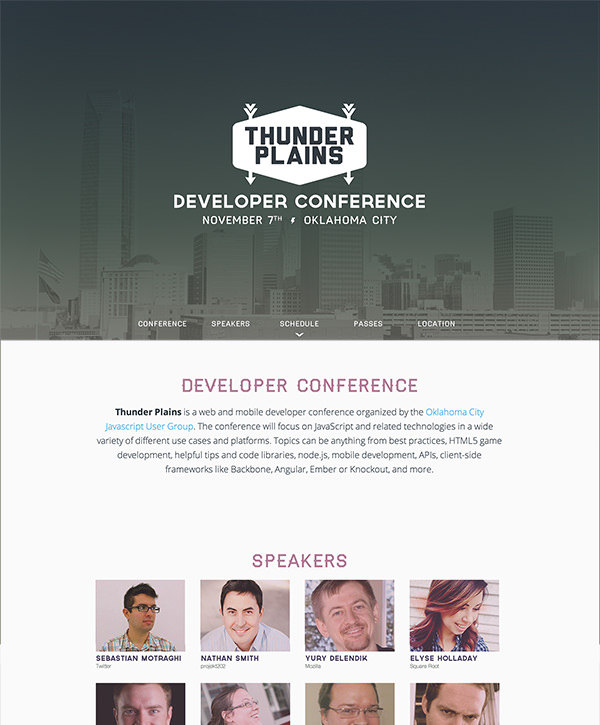 THUNDER
PLAINS
DEVELOPER CONFERENCE
NOVEMBER 7TH OKLAHOMA CITY
CONFERENCE SPEAKERS SCHEDULE PASSES LOCATION
DEVELOPER CONFERENCE
Thunder Plains is a web and mobile developer conference organized by the Oklahoma City
Javascript User Group. The conference will focus on JavaScript and related technologies in a wide
variety of different use cases and platforms. Topics can be anything from best practices, HTML5 game
development, helpful tips and code libraries, node.js, mobile development, APIs, client-side
frameworks like Backbone, Angular, Ember or Knockout, and more.
SPEAKERS
SEBASTIAN MOTRAGHI NATHAN SMITH YURY DELENDIK ELYSE HOLLADAY
Twitter projekt202 Mozilla Square Root